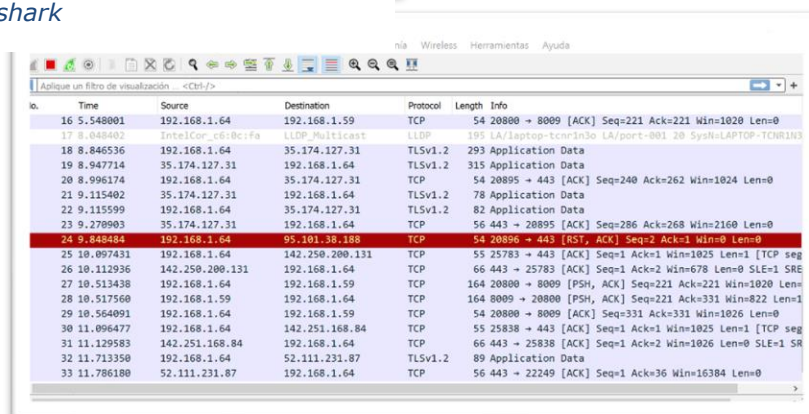 shark
nia Wireless Herramientas Ayuda
Aplique un filtro de visualización ... <Ctrl-/>
No. Time Source Destination Protocol Length Info
16 5.548001 192.168.1.64 192.168.1.59 TCP 54 20800 → 8009 [ACK] Seq=221 Ack=221 Win=1020 Len=0
17 8.048402 IntelCor_c6:0c:fa LLDP_Multicast LLDP 195 LA/laptop-tcnr1n3o LA/port-001 20 SysN=LAPTOP-TCNR1N3
18 8.846536 192.168.1.64 35.174.127.31 TLSv1.2 293 Application Data
19 8.947714 35.174.127.31 192.168.1.64 TLSv1.2 315 Application Data
20 8.996174 192.168.1.64 35.174.127.31 TCP 54 20895 → 443 [ACK] Seq=240 Ack=262 Win=1024 Len=0
21 9.115402 35.174.127.31 192.168.1.64 TLSv1.2 78 Application Data
22 9.115599 192.168.1.64 35.174.127.31 TLSv1.2 82 Application Data
23 9.270903 35.174.127.31 192.168.1.64 TCP 56 443 → 20895 [ACK] Seq=286 Ack=268 Win=2160 Len=0
24 9.848484 192.168.1.64 95.101.38.188 TCP 54 20896 → 443 [RST, ACK] Seq=2 Ack=1 Win=0 Len=0
25 10.097431 192.168.1.64 142.250.200.131 TCP 55 25783 → 443 [ACK] Seq=1 Ack=1 Win=1025 Len=1 [TCP seg
26 10.112936 142.250.200.131 192.168.1.64 TCP 66 443 → 25783 [ACK] Seq=1 Ack=2 Win=678 Len=0 SLE=1 SRE
27 10.513438 192.168.1.64 192.168.1.59 TCP 164 20800 → 8009 [PSH, ACK] Seq=221 Ack=221 Win=1020 Len=
28 10.517560 192.168.1.59 192.168.1.64 TCP 164 8009 → 20800 [PSH, ACK] Seq=221 Ack=331 Win=822 Len=1
29 10.564091 192.168.1.64 192.168.1.59 TCP 54 20800 → 8009 [ACK] Seq=331 Ack=331 Win=1026 Len=0
30 11.096477 192.168.1.64 142.251.168.84 TCP 55 25838 → 443 [ACK] Seq=1 Ack=1 Win=1025 Len=1 [TCP seg
31 11.129583 142.251.168.84 192.168.1.64 TCP 66 443 → 25838 [ACK] Seq=1 Ack=2 Win=1026 Len=0 SLE=1 SR
32 11.713350 192.168.1.64 52.111.231.87 TLSv1.2 89 Application Data
33 11.786180 52.111.231.87 192.168.1.64 TCP 56 443 → 22249 [ACK] Seq=1 Ack=36 Win=16384 Len=0